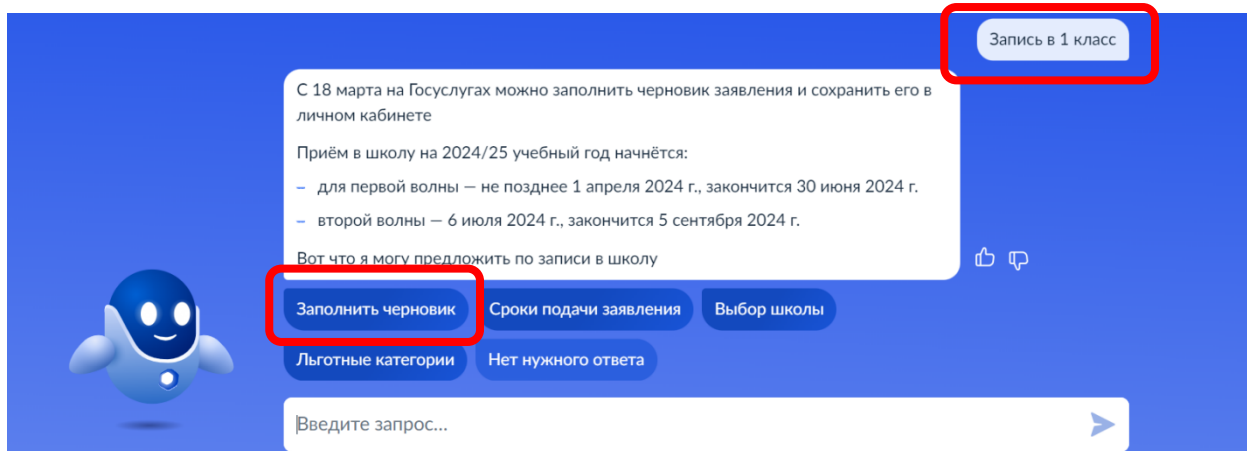 Запись в 1 класс
С 18 марта на Госуслугах можно заполнить черновик заявления и сохранить его в
личном кабинете
Приём в школу на 2024/25 учебный год начнётся:
– для первой волны — не позднее 1 апреля 2024 г., закончится 30 июня 2024 г.
– второй волны — 6 июля 2024 г., закончится 5 сентября 2024 г.
Вот что я могу предложить по записи в школу
Заполнить черновик Сроки подачи заявления Выбор школы
Льготные категории Нет нужного ответа
Введите запрос...